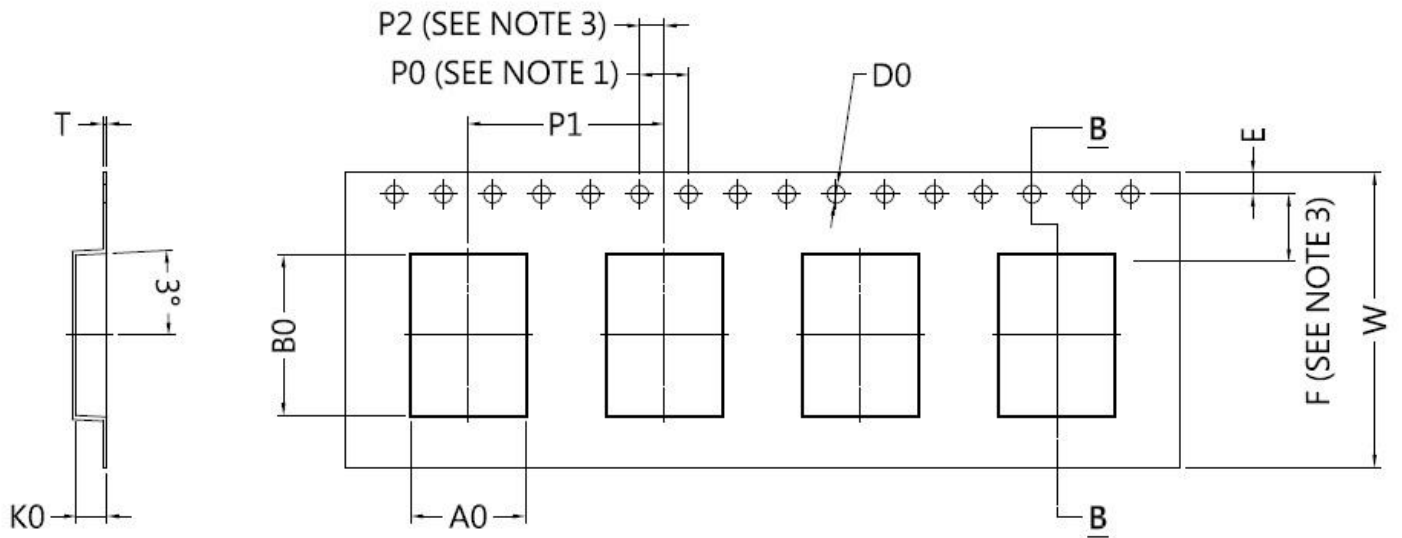 P2 (SEE NOTE 3)
P0 (SEE NOTE 1)
D0
T
P1
B
E
3°
B0
F (SEE NOTE 3)
W
K0
A0
B